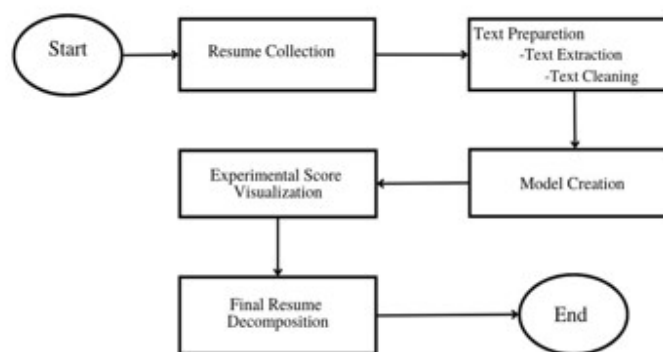 Start
Resume Collection
Text Preparetion
-Text Extraction
-Text Cleaning
Model Creation
Experimental Score
Visualization
Final Resume
Decomposition
End